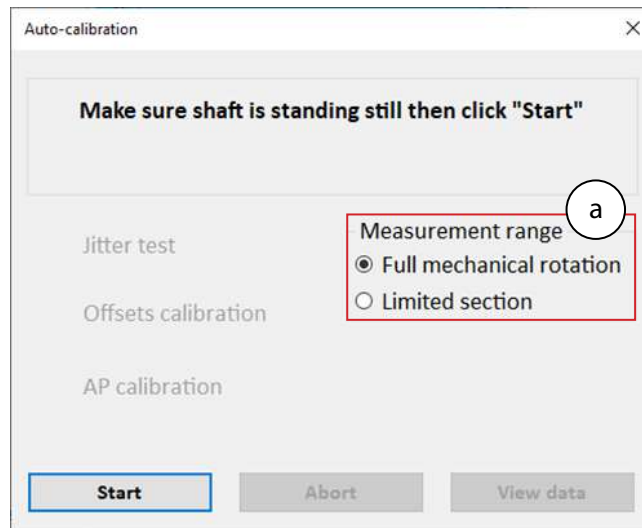 Auto-calibration
Make sure shaft is standing still then click "Start"
a
Measurement range
Jitter test
Full mechanical rotation
Limited section
Offsets calibration
AP calibration
Start
Abort
View data